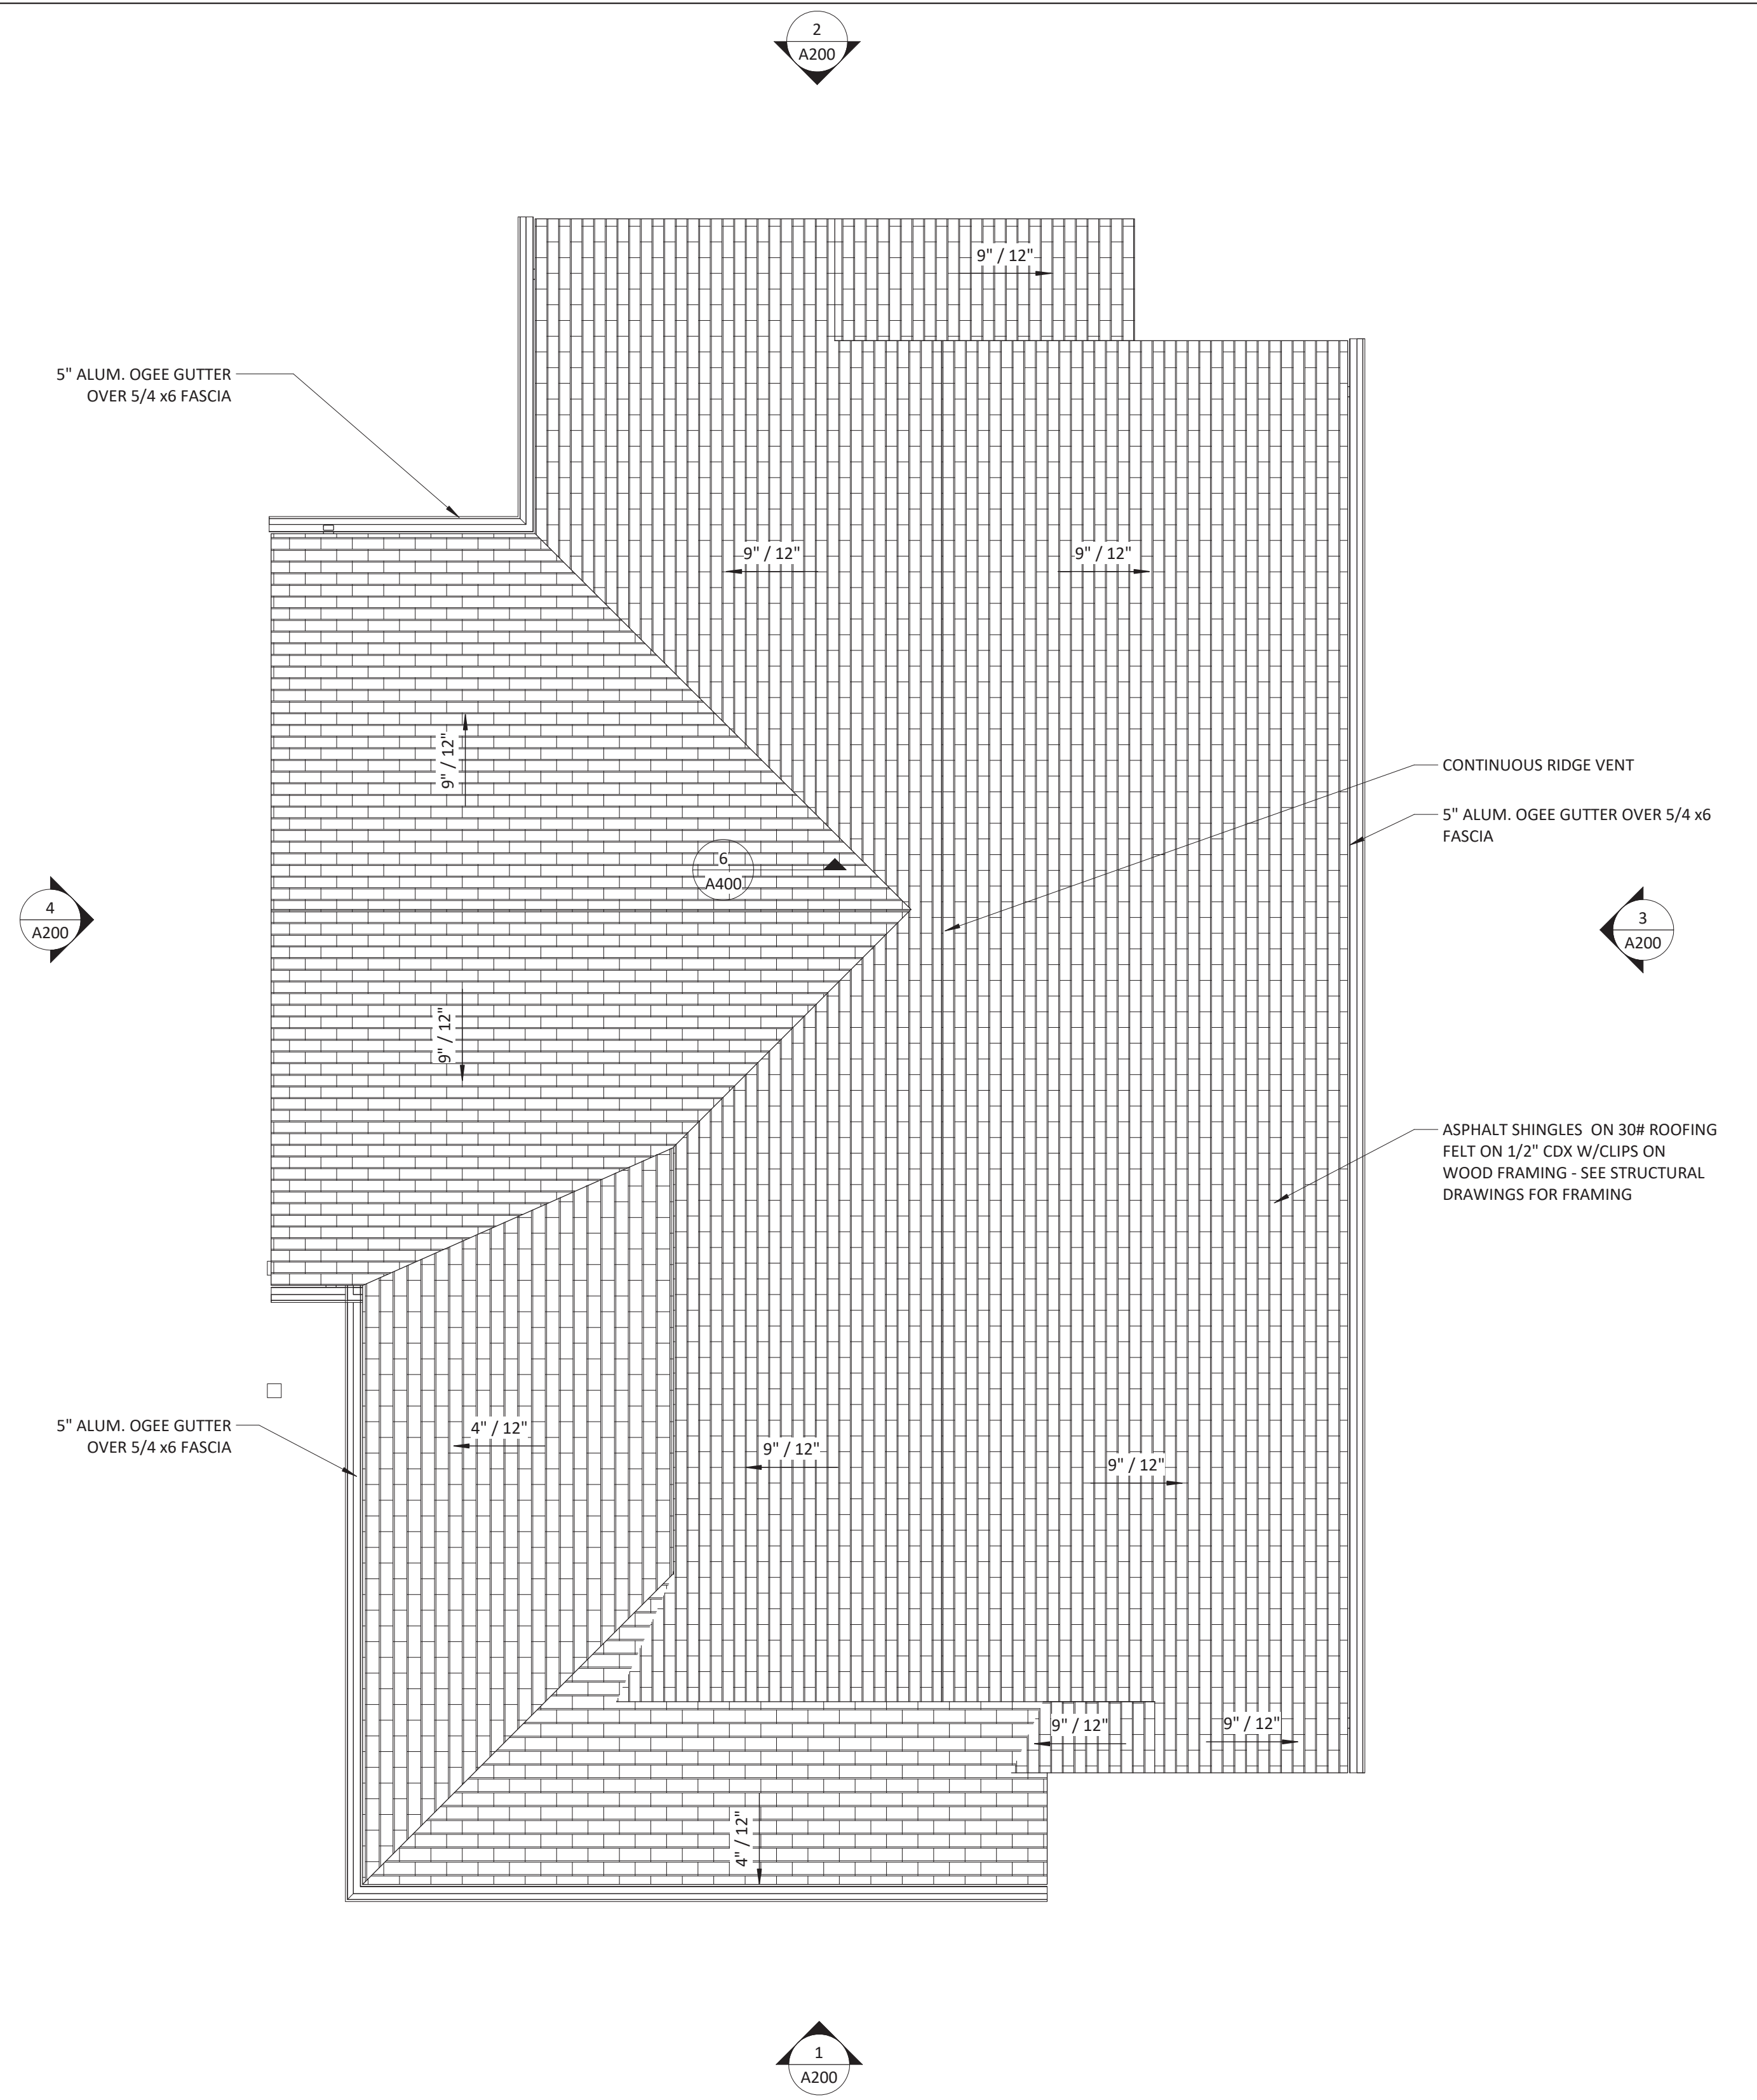 2
A200
9" / 12"
5" ALUM. OGEE GUTTER
OVER 5/4 x6 FASCIA
9" / 12"
9" / 12"
9" / 12"
CONTINUOUS RIDGE VENT
5" ALUM. OGEE GUTTER OVER 5/4 x6
FASCIA
6
A400
4
A200
3
A200
9" / 12"
ASPHALT SHINGLES  ON 30# ROOFING
FELT ON 1/2" CDX W/CLIPS ON
WOOD FRAMING - SEE STRUCTURAL
DRAWINGS FOR FRAMING
5" ALUM. OGEE GUTTER
OVER 5/4 x6 FASCIA
4" / 12"
9" / 12"
9" / 12"
9" / 12"
9" / 12"
4" / 12"
1
A200